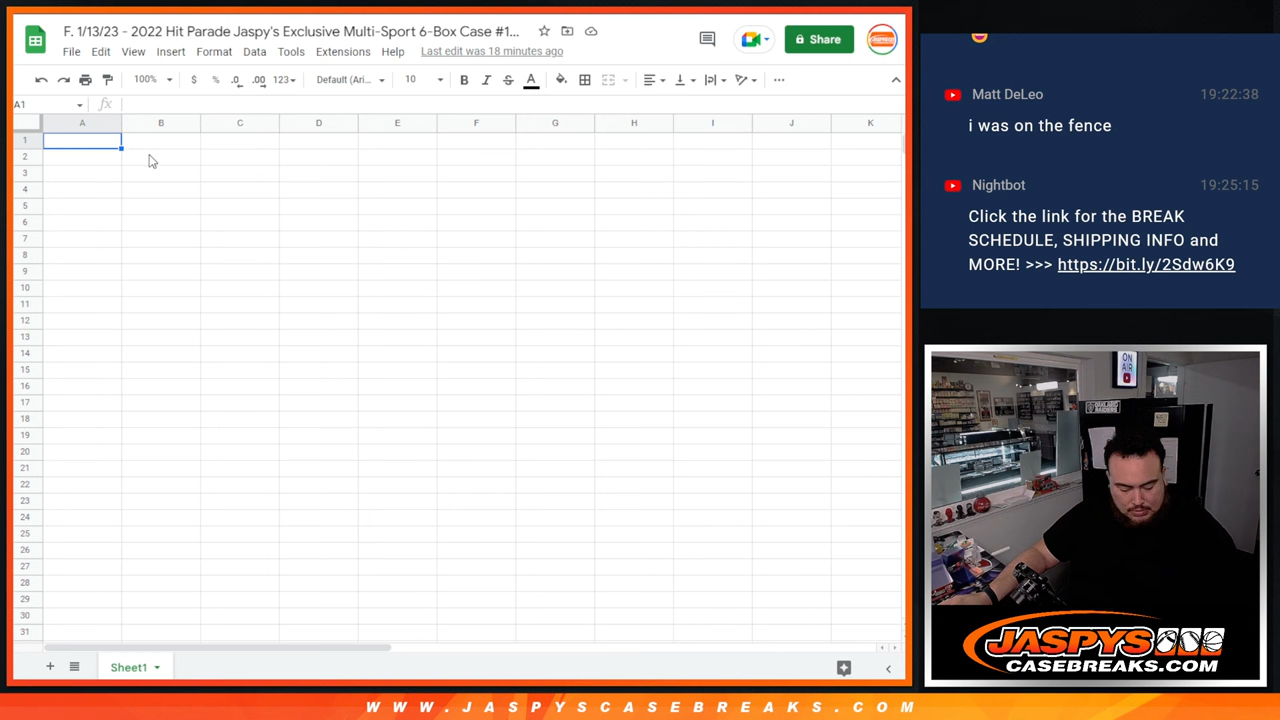 F. 1/13/23 - 2022 Hit Parade Jaspy's Exclusive Multi-Sport 6-Box Case #1...
File Edit View Insert Format Data Tools Extensions Help Last edit was 18 minutes ago
Share
100% $ % .0 .00 123 Default (Ari... 10 B I S A
A1 fx
A B C D E F G H I J K
1
2
3
4
5
6
7
8
9
10
11
12
13
14
15
16
17
18
19
20
21
22
23
24
25
26
27
28
29
30
31
Sheet1
Matt DeLeo 19:22:38
i was on the fence
Nightbot 19:25:15
Click the link for the BREAK
SCHEDULE, SHIPPING INFO and
MORE! >>> https://bit.ly/2Sdw6K9
ON
AIR
JASPYS
CASEBREAKS.COM
WWW.JASPYSCASEBREAKS.COM